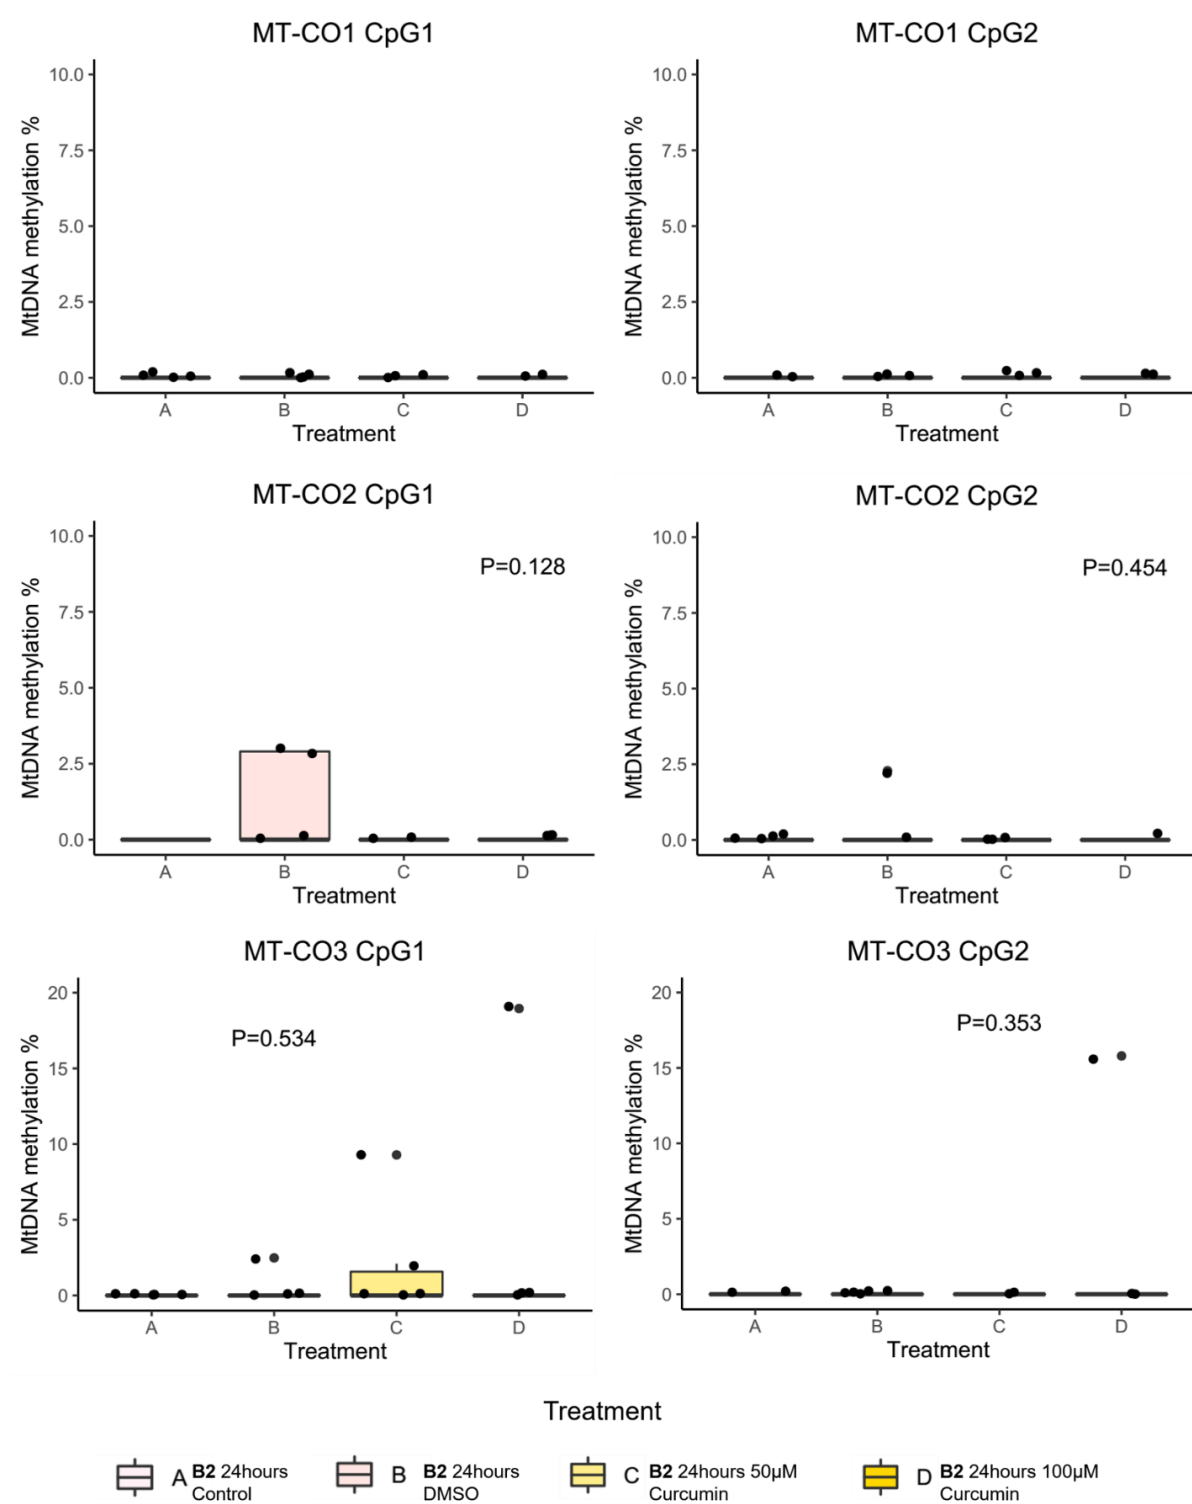 MT-CO1 CpG1
MtDNA methylation %
10.0
7.5
5.0
2.5
0.0
A B C D
Treatment
MT-CO1 CpG2
MtDNA methylation %
10.0
7.5
5.0
2.5
0.0
A B C D
Treatment
MT-CO2 CpG1
P=0.128
MtDNA methylation %
10.0
7.5
5.0
2.5
0.0
A B C D
Treatment
MT-CO2 CpG2
P=0.454
MtDNA methylation %
10.0
7.5
5.0
2.5
0.0
A B C D
Treatment
MT-CO3 CpG1
P=0.534
MtDNA methylation %
20
15
10
5
0
A B C D
Treatment
MT-CO3 CpG2
P=0.353
MtDNA methylation %
20
15
10
5
0
A B C D
Treatment
Treatment
A B2 24hours
Control
B B2 24hours
DMSO
C B2 24hours 50µM
Curcumin
D B2 24hours 100µM
Curcumin